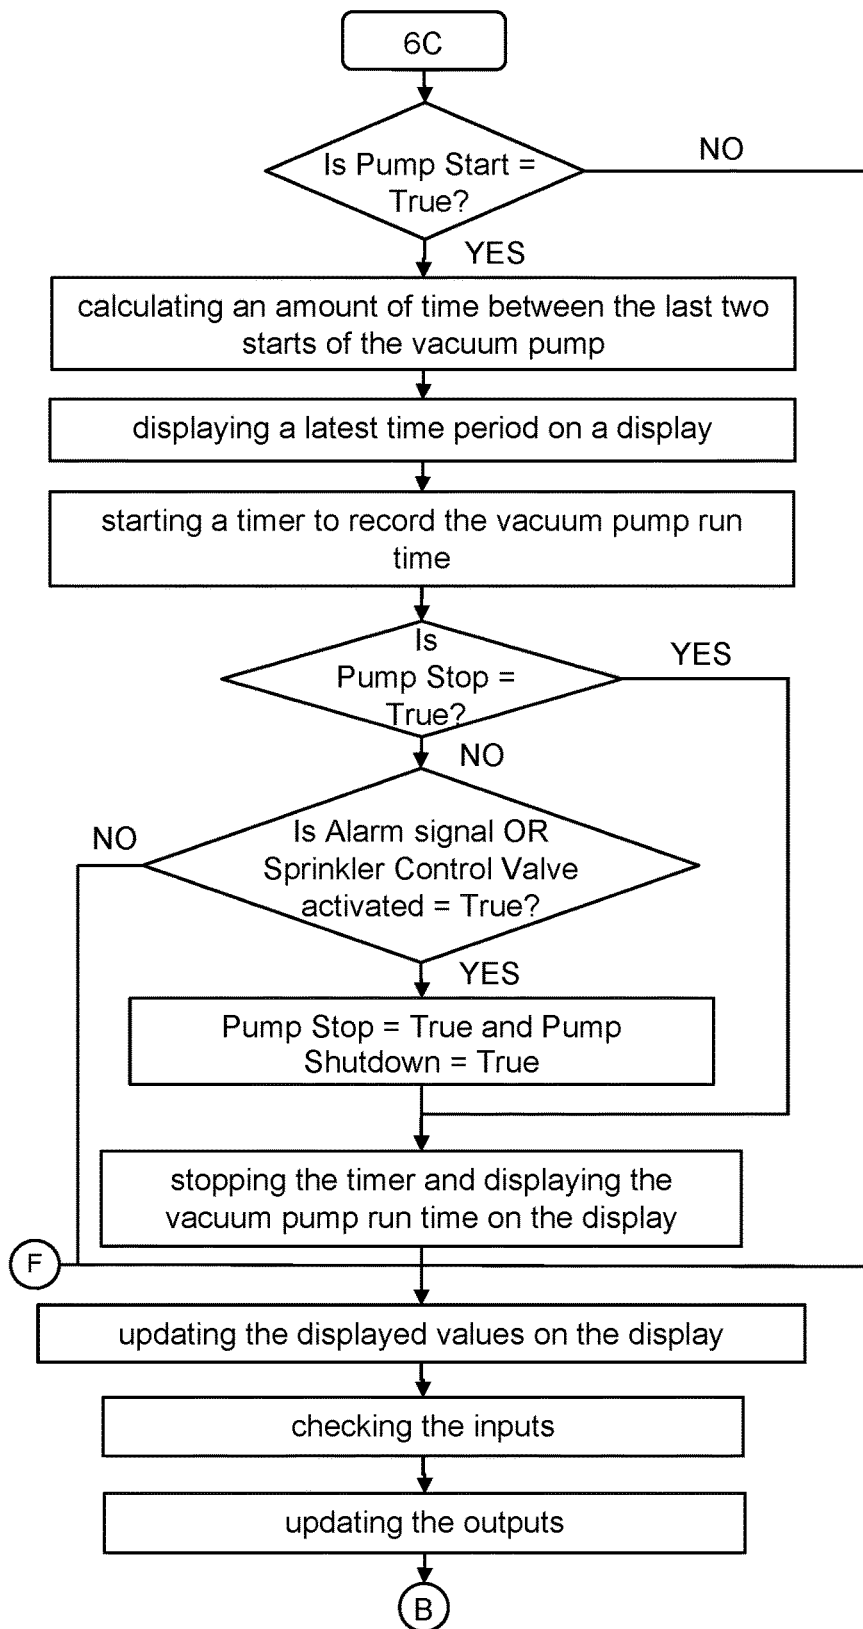 6C
Is Pump Start =
True?
NO
YES
calculating an amount of time between the last two
starts of the vacuum pump
displaying a latest time period on a display
starting a timer to record the vacuum pump run
time
Is
Pump Stop =
True?
YES
NO
NO
Is Alarm signal OR
Sprinkler Control Valve
activated = True?
YES
Pump Stop = True and Pump
Shutdown = True
stopping the timer and displaying the
vacuum pump run time on the display
F
updating the displayed values on the display
checking the inputs
updating the outputs
B